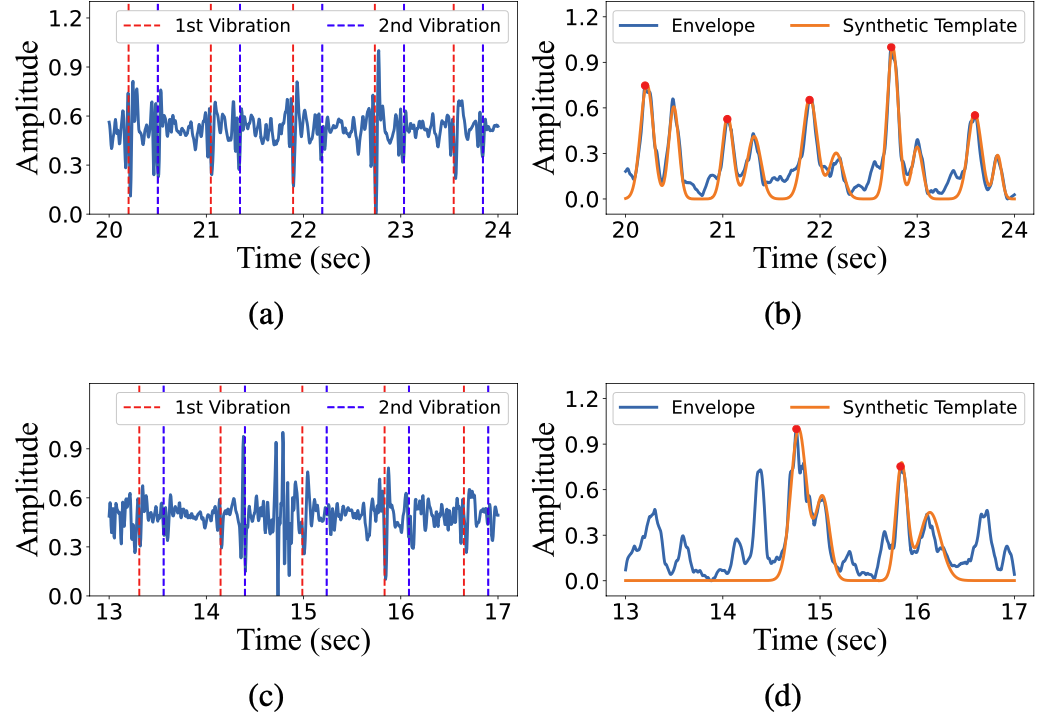 1st Vibration 2nd Vibration
Amplitude
1.2
0.9
0.6
0.3
0.0
20 21 22 23 24
Time (sec)
(a)
Envelope Synthetic Template
Amplitude
1.2
0.9
0.6
0.3
0.0
20 21 22 23 24
Time (sec)
(b)
1st Vibration 2nd Vibration
Amplitude
0.9
0.6
0.3
0.0
13 14 15 16 17
Time (sec)
(c)
Envelope Synthetic Template
Amplitude
1.2
0.9
0.6
0.3
0.0
13 14 15 16 17
Time (sec)
(d)